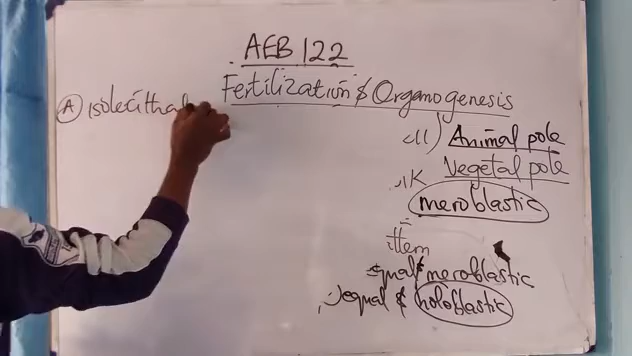 AEB 122
Fertilization & Organogenesis
(A) isolecithal
Animal pole
Vegetal pole
meroblastic
equal & meroblastic
equal & holoblastic